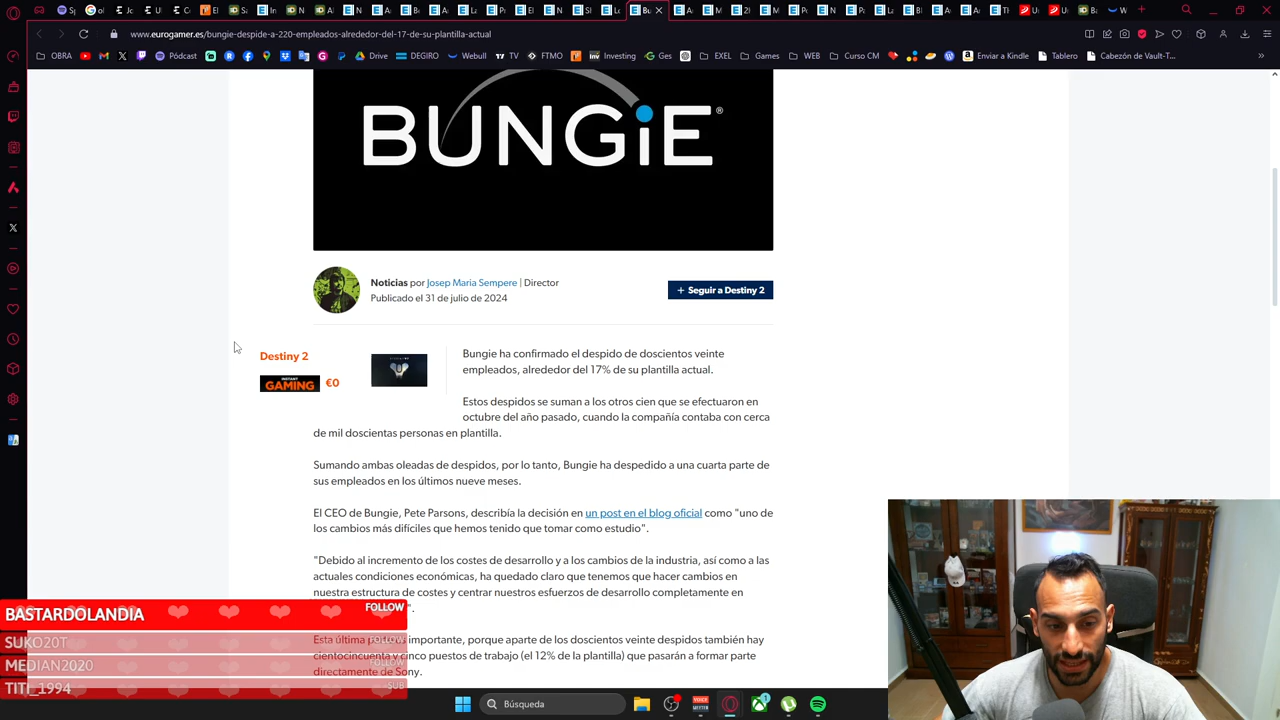 www.eurogamer.es/bungie-despide-a-220-empleados-alrededor-del-17-de-su-plantilla-actual
OBRA
Pódcast
Drive
DEGIRO
Webull
TV
FTMO
Investing
Ges
EXEL
Games
WEB
Curso CM
Enviar a Kindle
Tablero
Cabezón de Vault-T...
BUNGiE®
Noticias por Josep Maria Sempere | Director
Publicado el 31 de julio de 2024
+ Seguir a Destiny 2
Destiny 2
INSTANT GAMING €0
Bungie ha confirmado el despido de doscientos veinte
empleados, alrededor del 17% de su plantilla actual.
Estos despidos se suman a los otros cien que se efectuaron en
octubre del año pasado, cuando la compañía contaba con cerca
de mil doscientas personas en plantilla.
Sumando ambas oleadas de despidos, por lo tanto, Bungie ha despedido a una cuarta parte de
sus empleados en los últimos nueve meses.
El CEO de Bungie, Pete Parsons, describía la decisión en un post en el blog oficial como "uno de
los cambios más difíciles que hemos tenido que tomar como estudio".
"Debido al incremento de los costes de desarrollo y a los cambios de la industria, así como a las
actuales condiciones económicas, ha quedado claro que tenemos que hacer cambios en
nuestra estructura de costes y centrar nuestros esfuerzos de desarrollo completamente en
".
Esta última importante, porque aparte de los doscientos veinte despidos también hay
cientocincuenta y cinco puestos de trabajo (el 12% de la plantilla) que pasarán a formar parte
directamente de Sony.
BASTARDOLANDIA FOLLOW
SUKO20T FOLLOW
MEDIAN2020 FOLLOW
TITI_1994 -SUB
Búsqueda